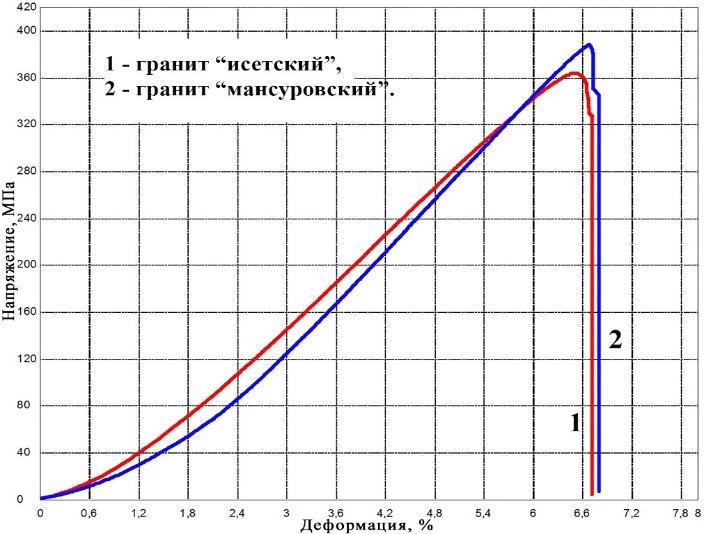 420
400
360
320
280
240
200
160
120
80
40
0
Напряжение, МПа
1 - гранит “исетский”,
2 - гранит “мансуровский”.
2
1
0 0,6 1,2 1,8 2,4 3 3,6 4,2 4,8 5,4 6 6,6 7,2 7,8 8
Деформация, %